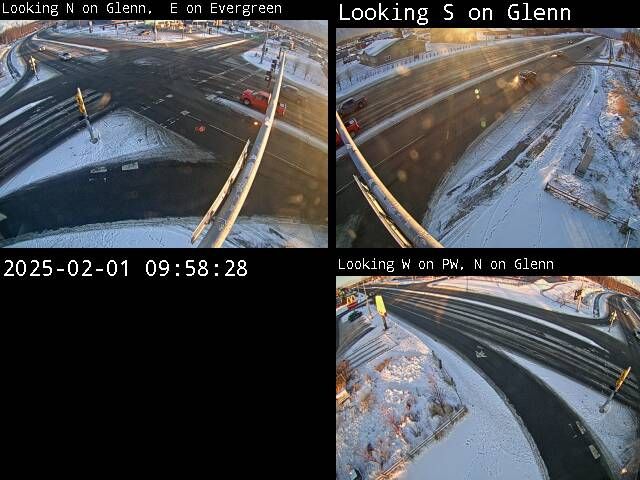 Looking N on Glenn,  E on Evergreen
Looking S on Glenn
2025-02-01 09:58:28
Looking W on PW, N on Glenn